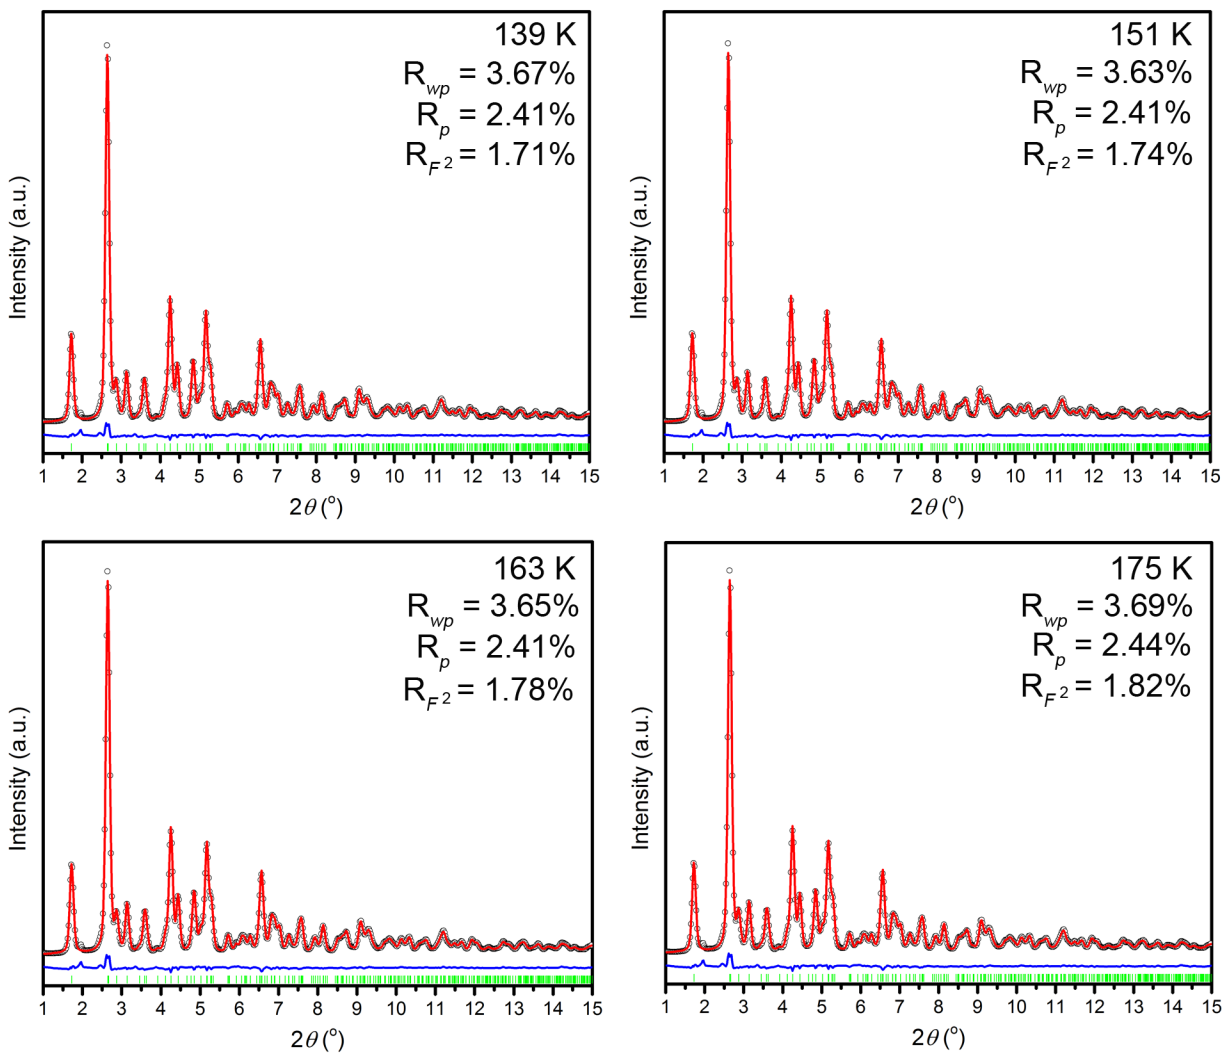 139 K
R_wp = 3.67%
R_p = 2.41%
R_F² = 1.71%
Intensity (a.u.)
1 2 3 4 5 6 7 8 9 10 11 12 13 14 15
2θ (°)
151 K
R_wp = 3.63%
R_p = 2.41%
R_F² = 1.74%
Intensity (a.u.)
1 2 3 4 5 6 7 8 9 10 11 12 13 14 15
2θ (°)
163 K
R_wp = 3.65%
R_p = 2.41%
R_F² = 1.78%
Intensity (a.u.)
1 2 3 4 5 6 7 8 9 10 11 12 13 14 15
2θ (°)
175 K
R_wp = 3.69%
R_p = 2.44%
R_F² = 1.82%
Intensity (a.u.)
1 2 3 4 5 6 7 8 9 10 11 12 13 14 15
2θ (°)